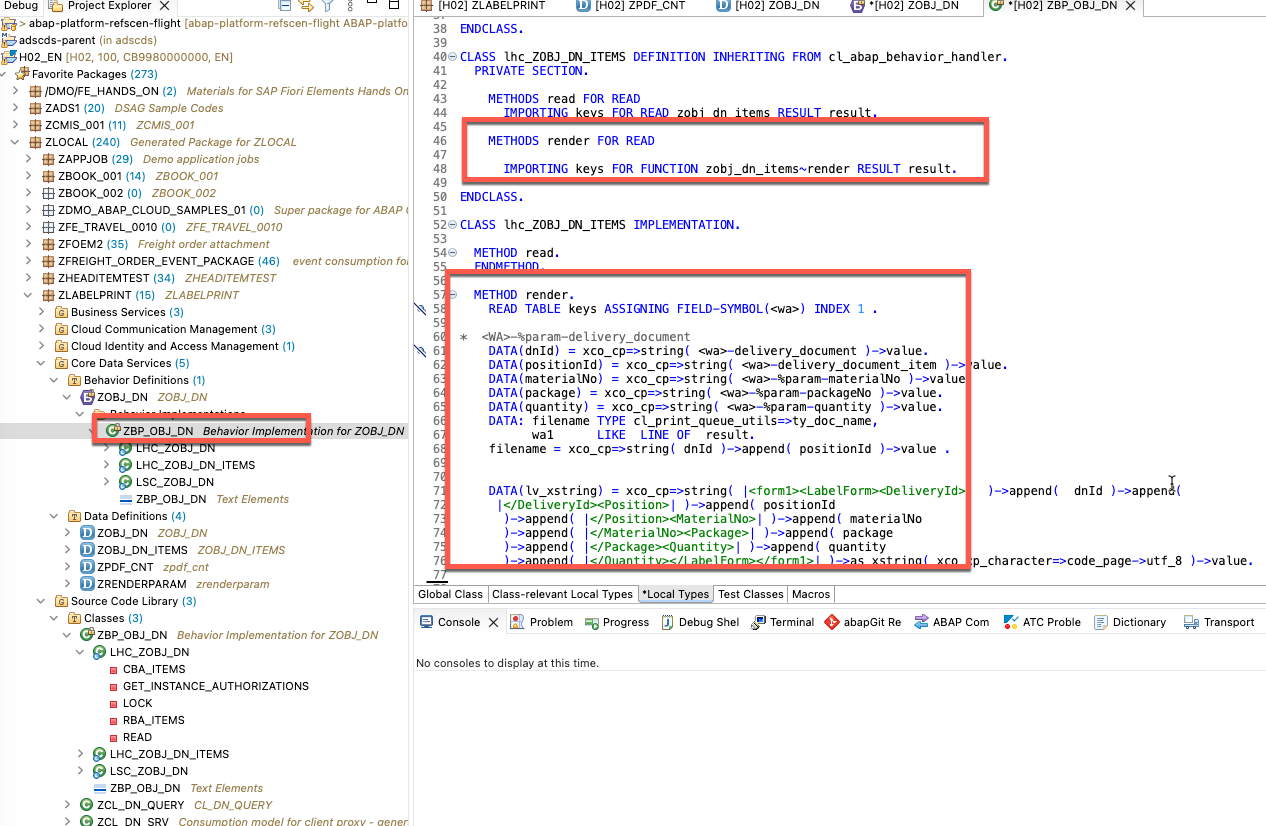 Debug Project Explorer
> abap-platform-refscen-flight [abap-platform-refscen-flight ABAP-platfo
adscds-parent (in adscds)
H02_EN [H02, 100, CB9980000000, EN]
Favorite Packages (273)
/DMO/FE_HANDS_ON (2) Materials for SAP Fiori Elements Hands On
ZADS1 (20) DSAG Sample Codes
ZCMIS_001 (11) ZCMIS_001
ZLOCAL (240) Generated Package for ZLOCAL
ZAPPJOB (29) Demo application jobs
ZBOOK_001 (14) ZBOOK_001
ZBOOK_002 (0) ZBOOK_002
ZDMO_ABAP_CLOUD_SAMPLES_01 (0) Super package for ABAP C
ZFE_TRAVEL_0010 (0) ZFE_TRAVEL_0010
ZFOEM2 (35) Freight order attachment
ZFREIGHT_ORDER_EVENT_PACKAGE (46) event consumption fo
ZHEADITEMTEST (34) ZHEADITEMTEST
ZLABELPRINT (15) ZLABELPRINT
Business Services (3)
Cloud Communication Management (3)
Cloud Identity and Access Management (1)
Core Data Services (5)
Behavior Definitions (1)
ZOBJ_DN ZOBJ_DN
Behavior Implementations
ZBP_OBJ_DN Behavior Implementation for ZOBJ_DN
LHC_ZOBJ_DN
LHC_ZOBJ_DN_ITEMS
LSC_ZOBJ_DN
ZBP_OBJ_DN Text Elements
Data Definitions (4)
ZOBJ_DN ZOBJ_DN
ZOBJ_DN_ITEMS ZOBJ_DN_ITEMS
ZPDF_CNT zpdf_cnt
ZRENDERPARAM zrenderparam
Source Code Library (3)
Classes (3)
ZBP_OBJ_DN Behavior Implementation for ZOBJ_DN
LHC_ZOBJ_DN
CBA_ITEMS
GET_INSTANCE_AUTHORIZATIONS
LOCK
RBA_ITEMS
READ
LHC_ZOBJ_DN_ITEMS
LSC_ZOBJ_DN
ZBP_OBJ_DN Text Elements
ZCL_DN_QUERY CL_DN_QUERY
ZCL_DN_SRV Consumption model for client proxy - gener
[H02] ZLABELPRINT [H02] ZPDF_CNT [H02] ZOBJ_DN *[H02] ZOBJ_DN *[H02] ZBP_OBJ_DN
38 ENDCLASS.
39
40 CLASS lhc_ZOBJ_DN_ITEMS DEFINITION INHERITING FROM cl_abap_behavior_handler.
41 PRIVATE SECTION.
42
43 METHODS read FOR READ
44 IMPORTING keys FOR READ zobj_dn_items RESULT result.
45
46 METHODS render FOR READ
47
48 IMPORTING keys FOR FUNCTION zobj_dn_items~render RESULT result.
49
50 ENDCLASS.
51
52 CLASS lhc_ZOBJ_DN_ITEMS IMPLEMENTATION.
53
54 METHOD read.
55 ENDMETHOD.
56
57 METHOD render.
58 READ TABLE keys ASSIGNING FIELD-SYMBOL(<wa>) INDEX 1 .
59
60 * <WA>-%param-delivery_document
61 DATA(dnId) = xco_cp=>string( <wa>-delivery_document )->value.
62 DATA(positionId) = xco_cp=>string( <wa>-delivery_document_item )->value.
63 DATA(materialNo) = xco_cp=>string( <wa>-%param-materialNo )->value
64 DATA(package) = xco_cp=>string( <wa>-%param-packageNo )->value.
65 DATA(quantity) = xco_cp=>string( <wa>-%param-quantity )->value.
66 DATA: filename TYPE cl_print_queue_utils=>ty_doc_name,
67 wa1 LIKE LINE OF result.
68 filename = xco_cp=>string( dnId )->append( positionId )->value .
69
70
71 DATA(lv_xstring) = xco_cp=>string( |<form1><LabelForm><DeliveryId> )->append( dnId )->append(
72 |</DeliveryId><Position>| )->append( positionId
73 )->append( |</Position><MaterialNo>| )->append( materialNo
74 )->append( |</MaterialNo><Package>| )->append( package
75 )->append( |</Package><Quantity>| )->append( quantity
76 )->append( |</Quantity></LabelForm></form1>| )->as_xstring( xco_cp_character=>code_page->utf_8 )->value.
77
Global Class Class-relevant Local Types *Local Types Test Classes Macros
Console Problem Progress Debug Shel Terminal abapGit Re ABAP Com ATC Proble Dictionary Transport
No consoles to display at this time.